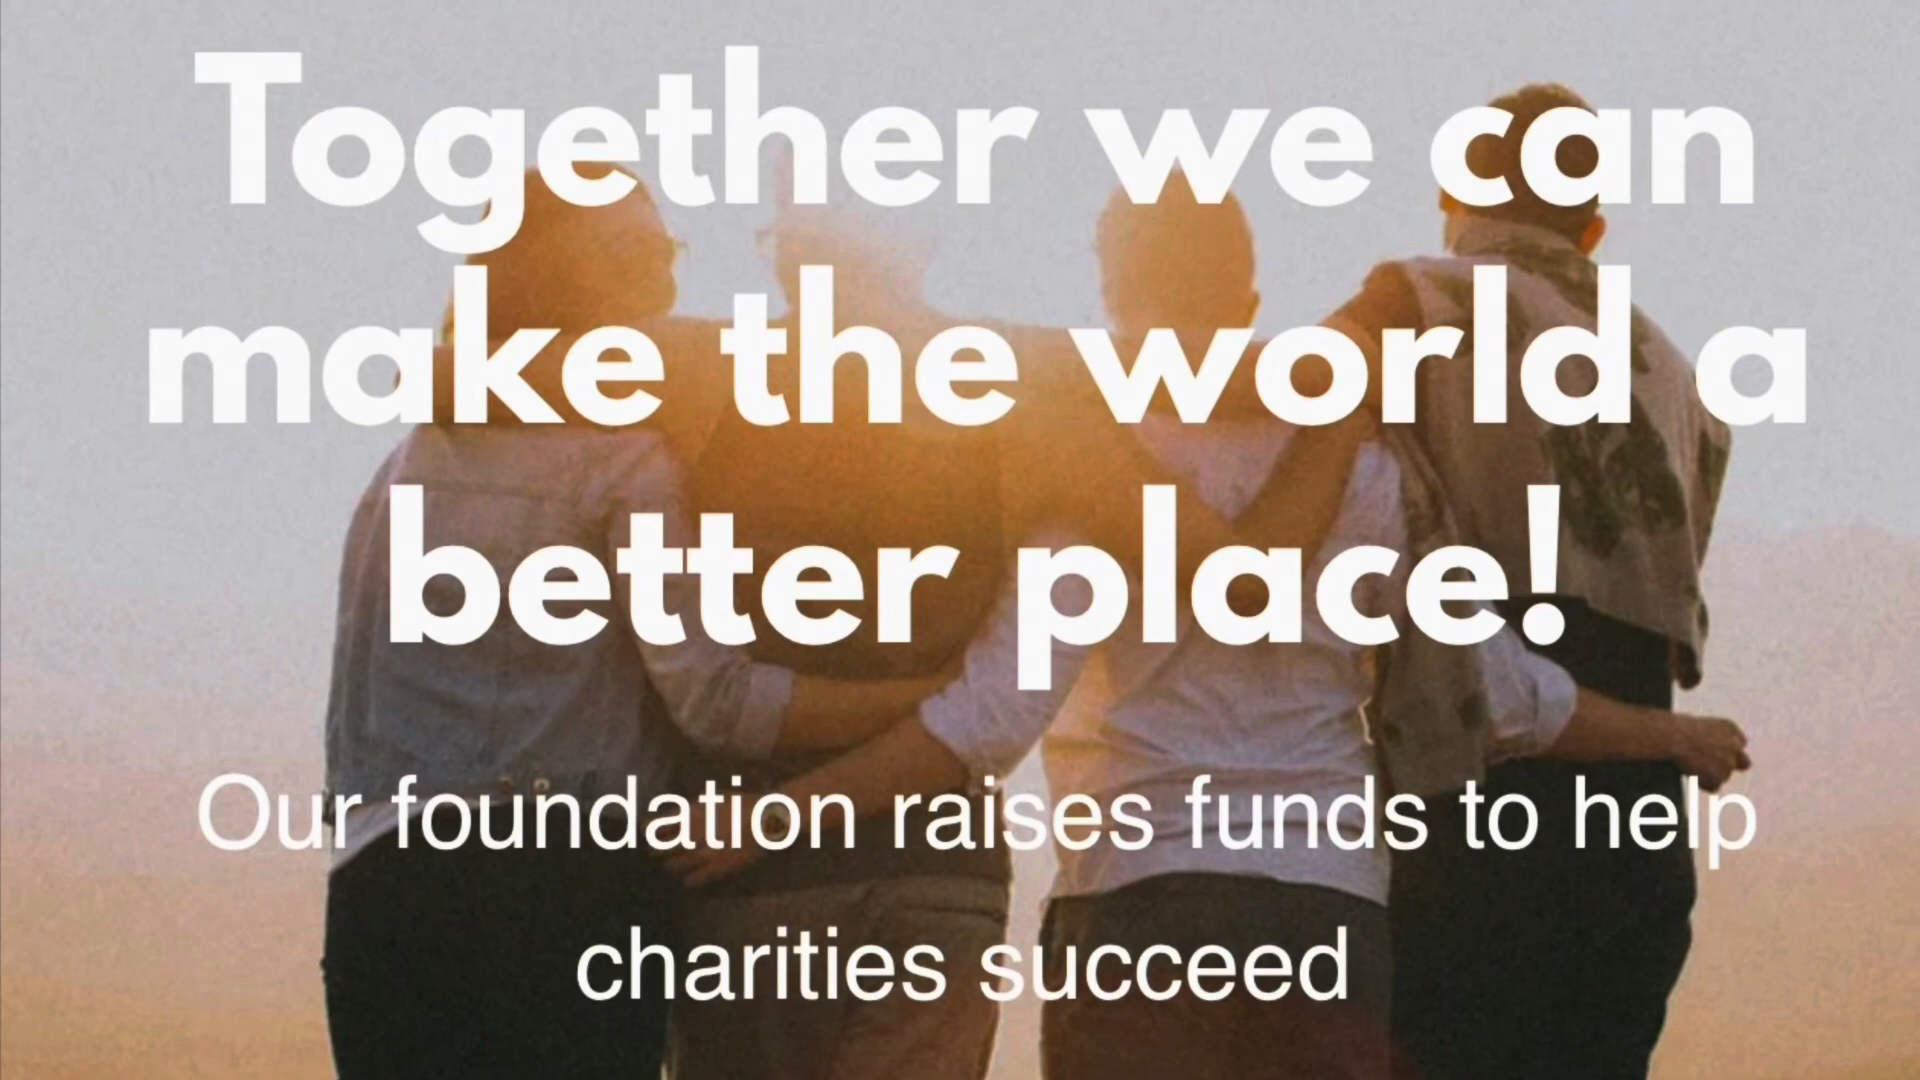 Together we can
make the world a
better place!
Our foundation raises funds to help
charities succeed